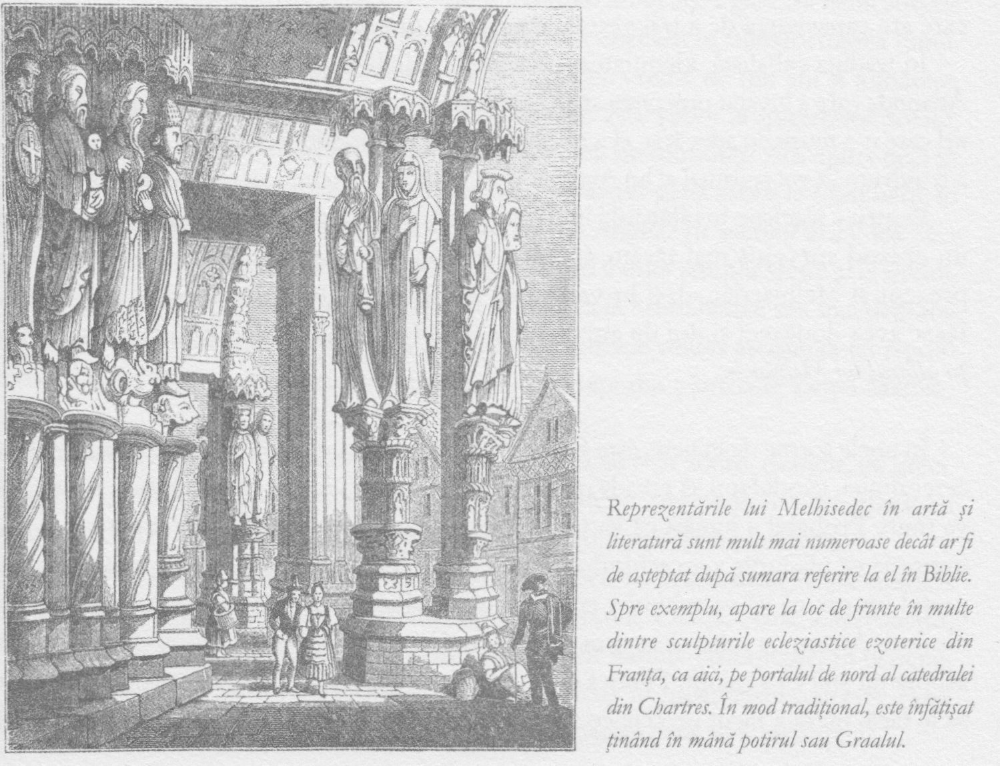 Reprezentările lui Melhisedec în artă și
literatură sunt mult mai numeroase decât ar fi
de așteptat după sumara referire la el în Biblie.
Spre exemplu, apare la loc de frunte în multe
dintre sculpturile ecleziastice ezoterice din
Franța, ca aici, pe portalul de nord al catedralei
din Chartres. În mod tradițional, este înfățișat
ținând în mână potirul sau Graalul.